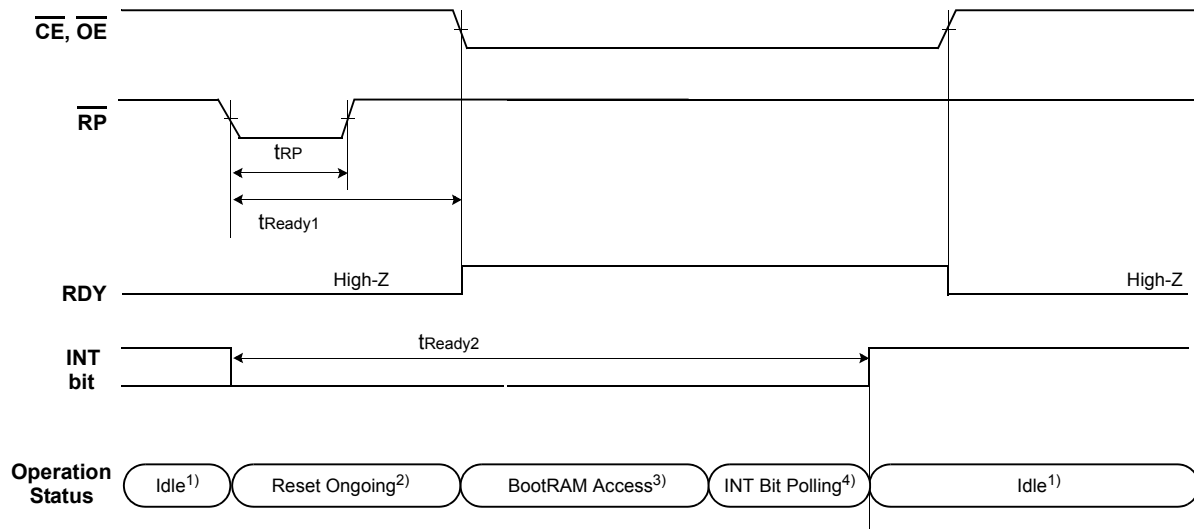 CE, OE
RP
tRP
tReady1
High-Z
High-Z
RDY
tReady2
INT
bit
Operation
Status
Idle1)
Reset Ongoing2)
BootRAM Access3)
INT Bit Polling4)
Idle1)